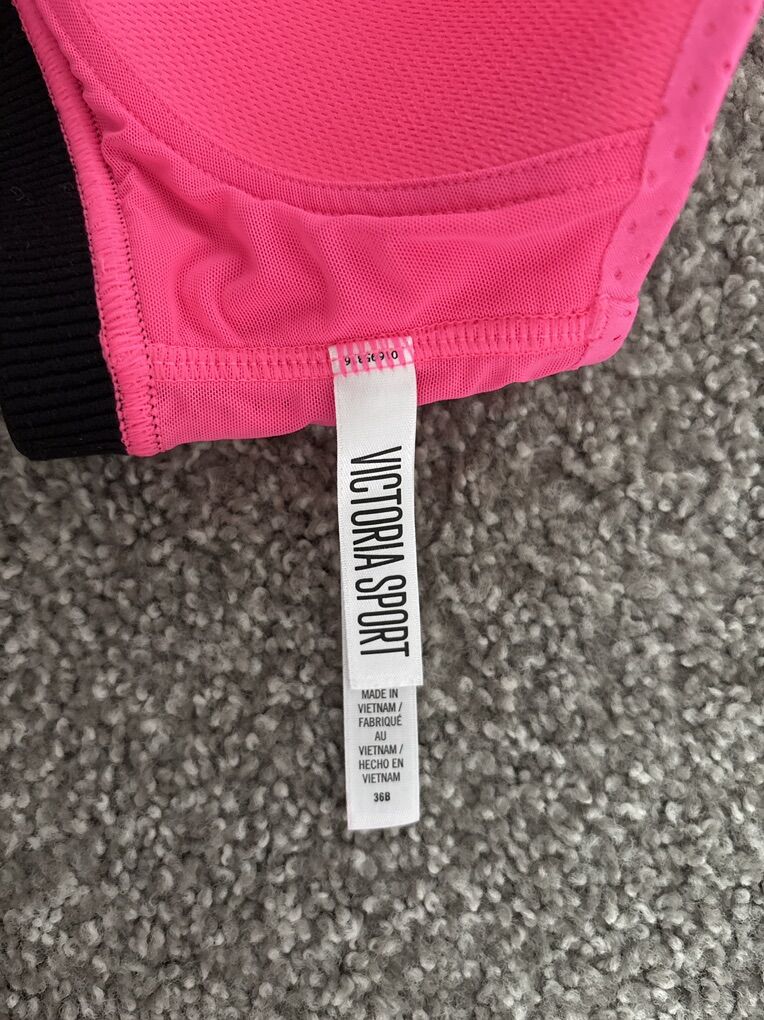 VICTORIA SPORT
MADE IN
VIETNAM /
FABRIQUÉ
AU
VIETNAM /
HECHO EN
VIETNAM
36B